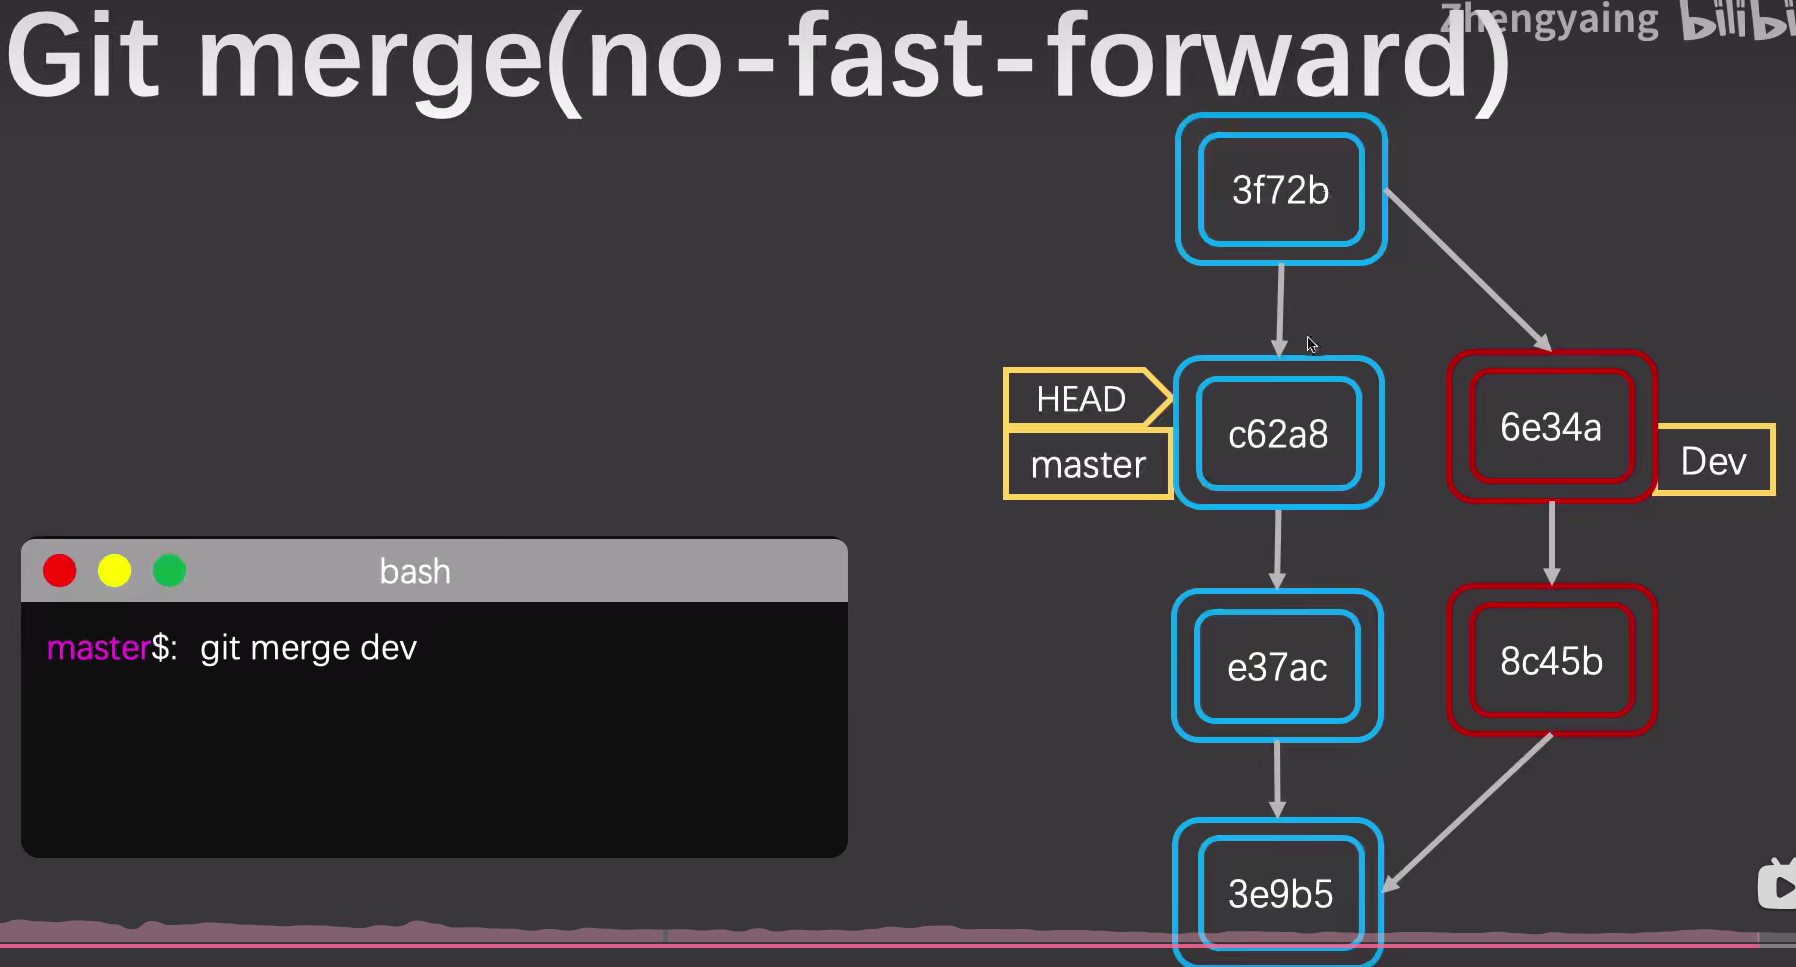 Zhengyaing bilibi
Git merge(no-fast-forward)
3f72b
HEAD
master
c62a8
6e34a
Dev
bash
master$: git merge dev
e37ac
8c45b
3e9b5